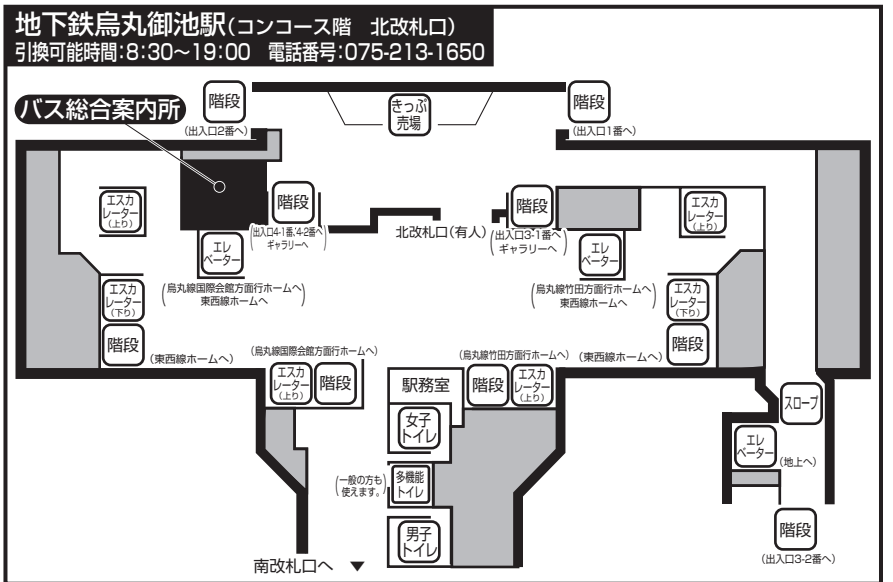 地下鉄烏丸御池駅(コンコース階 北改札口)
引換可能時間:8:30〜19:00 電話番号:075-213-1650
バス総合案内所
階段
(出入口2番へ)
きっぷ
売場
階段
(出入口1番へ)
エスカ
レーター
(上り)
階段
(出入口4-1番、4-2番へ
ギャラリーへ)
北改札口(有人)
階段
(出入口3-1番へ
ギャラリーへ)
エスカ
レーター
(上り)
エレ
ベーター
(烏丸線国際会館方面行ホームへ
東西線ホームへ)
エレ
ベーター
(烏丸線竹田方面行ホームへ
東西線ホームへ)
エスカ
レーター
(下り)
階段
(東西線ホームへ)
エスカ
レーター
(下り)
階段
(東西線ホームへ)
(烏丸線国際会館方面行ホームへ)
エスカ
レーター
(上り)
階段
駅務室
(烏丸線竹田方面行ホームへ)
階段
エスカ
レーター
(上り)
スロープ
女子
トイレ
エレ
ベーター
(地上へ)
(一般の方も
使えます。)
多機能
トイレ
男子
トイレ
階段
(出入口3-2番へ)
南改札口へ ▼